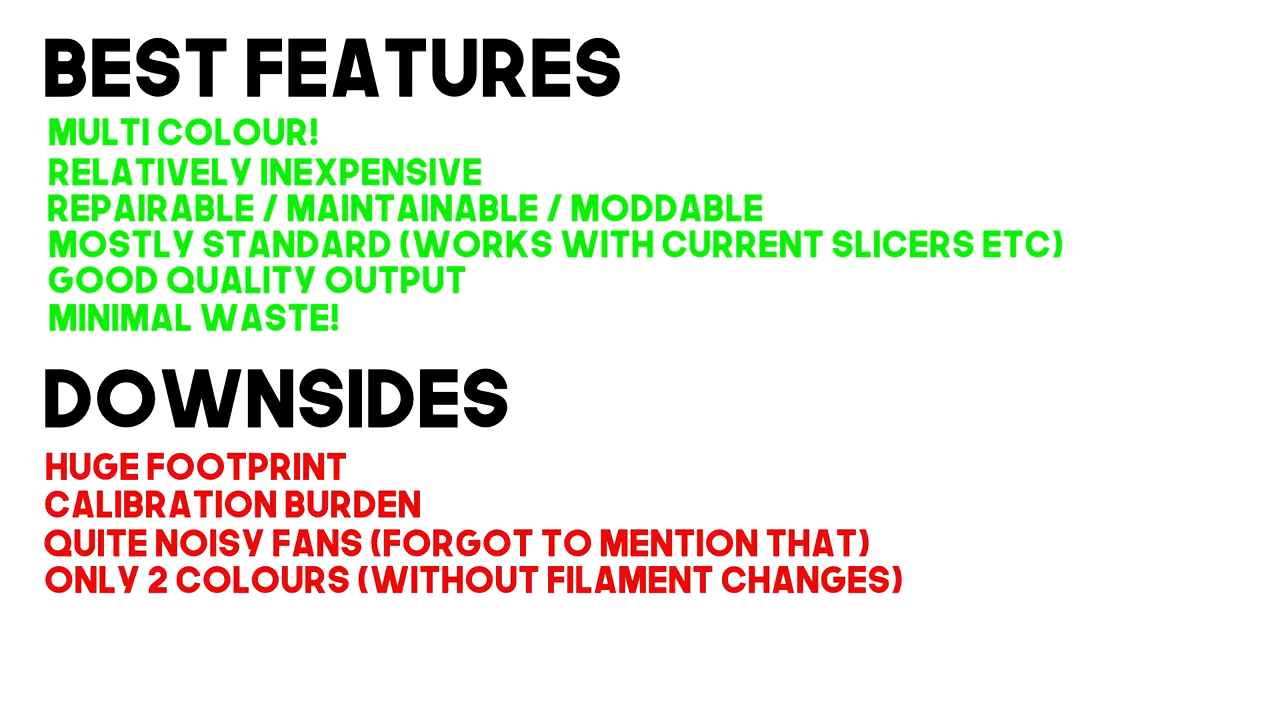 BEST FEATURES
MULTI COLOUR!
RELATIVELY INEXPENSIVE
REPAIRABLE / MAINTAINABLE / MODDABLE
MOSTLY STANDARD (WORKS WITH CURRENT SLICERS ETC)
GOOD QUALITY OUTPUT
MINIMAL WASTE!
DOWNSIDES
HUGE FOOTPRINT
CALIBRATION BURDEN
QUITE NOISY FANS (FORGOT TO MENTION THAT)
ONLY 2 COLOURS (WITHOUT FILAMENT CHANGES)